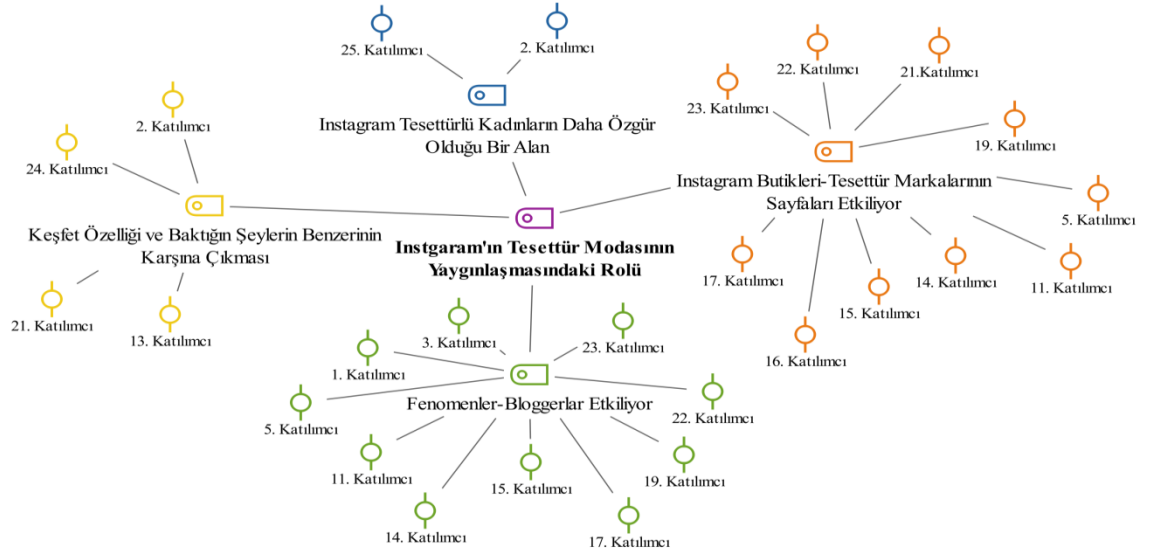 25. Katılımcı
2. Katılımcı
Instagram Tesettürlü Kadınların Daha Özgür
Olduğu Bir Alan
2. Katılımcı
24. Katılımcı
Keşfet Özelliği ve Baktığın Şeylerin Benzerinin
Karşına Çıkması
21. Katılımcı
13. Katılımcı
22. Katılımcı
21.Katılımcı
23. Katılımcı
19. Katılımcı
Instagram Butikleri-Tesettür Markalarının
Sayfaları Etkiliyor
5. Katılımcı
17. Katılımcı
14. Katılımcı
11. Katılımcı
15. Katılımcı
16. Katılımcı
Instgaram'ın Tesettür Modasının
Yaygınlaşmasındaki Rolü
3. Katılımcı
23. Katılımcı
1. Katılımcı
Fenomenler-Bloggerlar Etkiliyor
5. Katılımcı
22. Katılımcı
11. Katılımcı
15. Katılımcı
19. Katılımcı
14. Katılımcı
17. Katılımcı